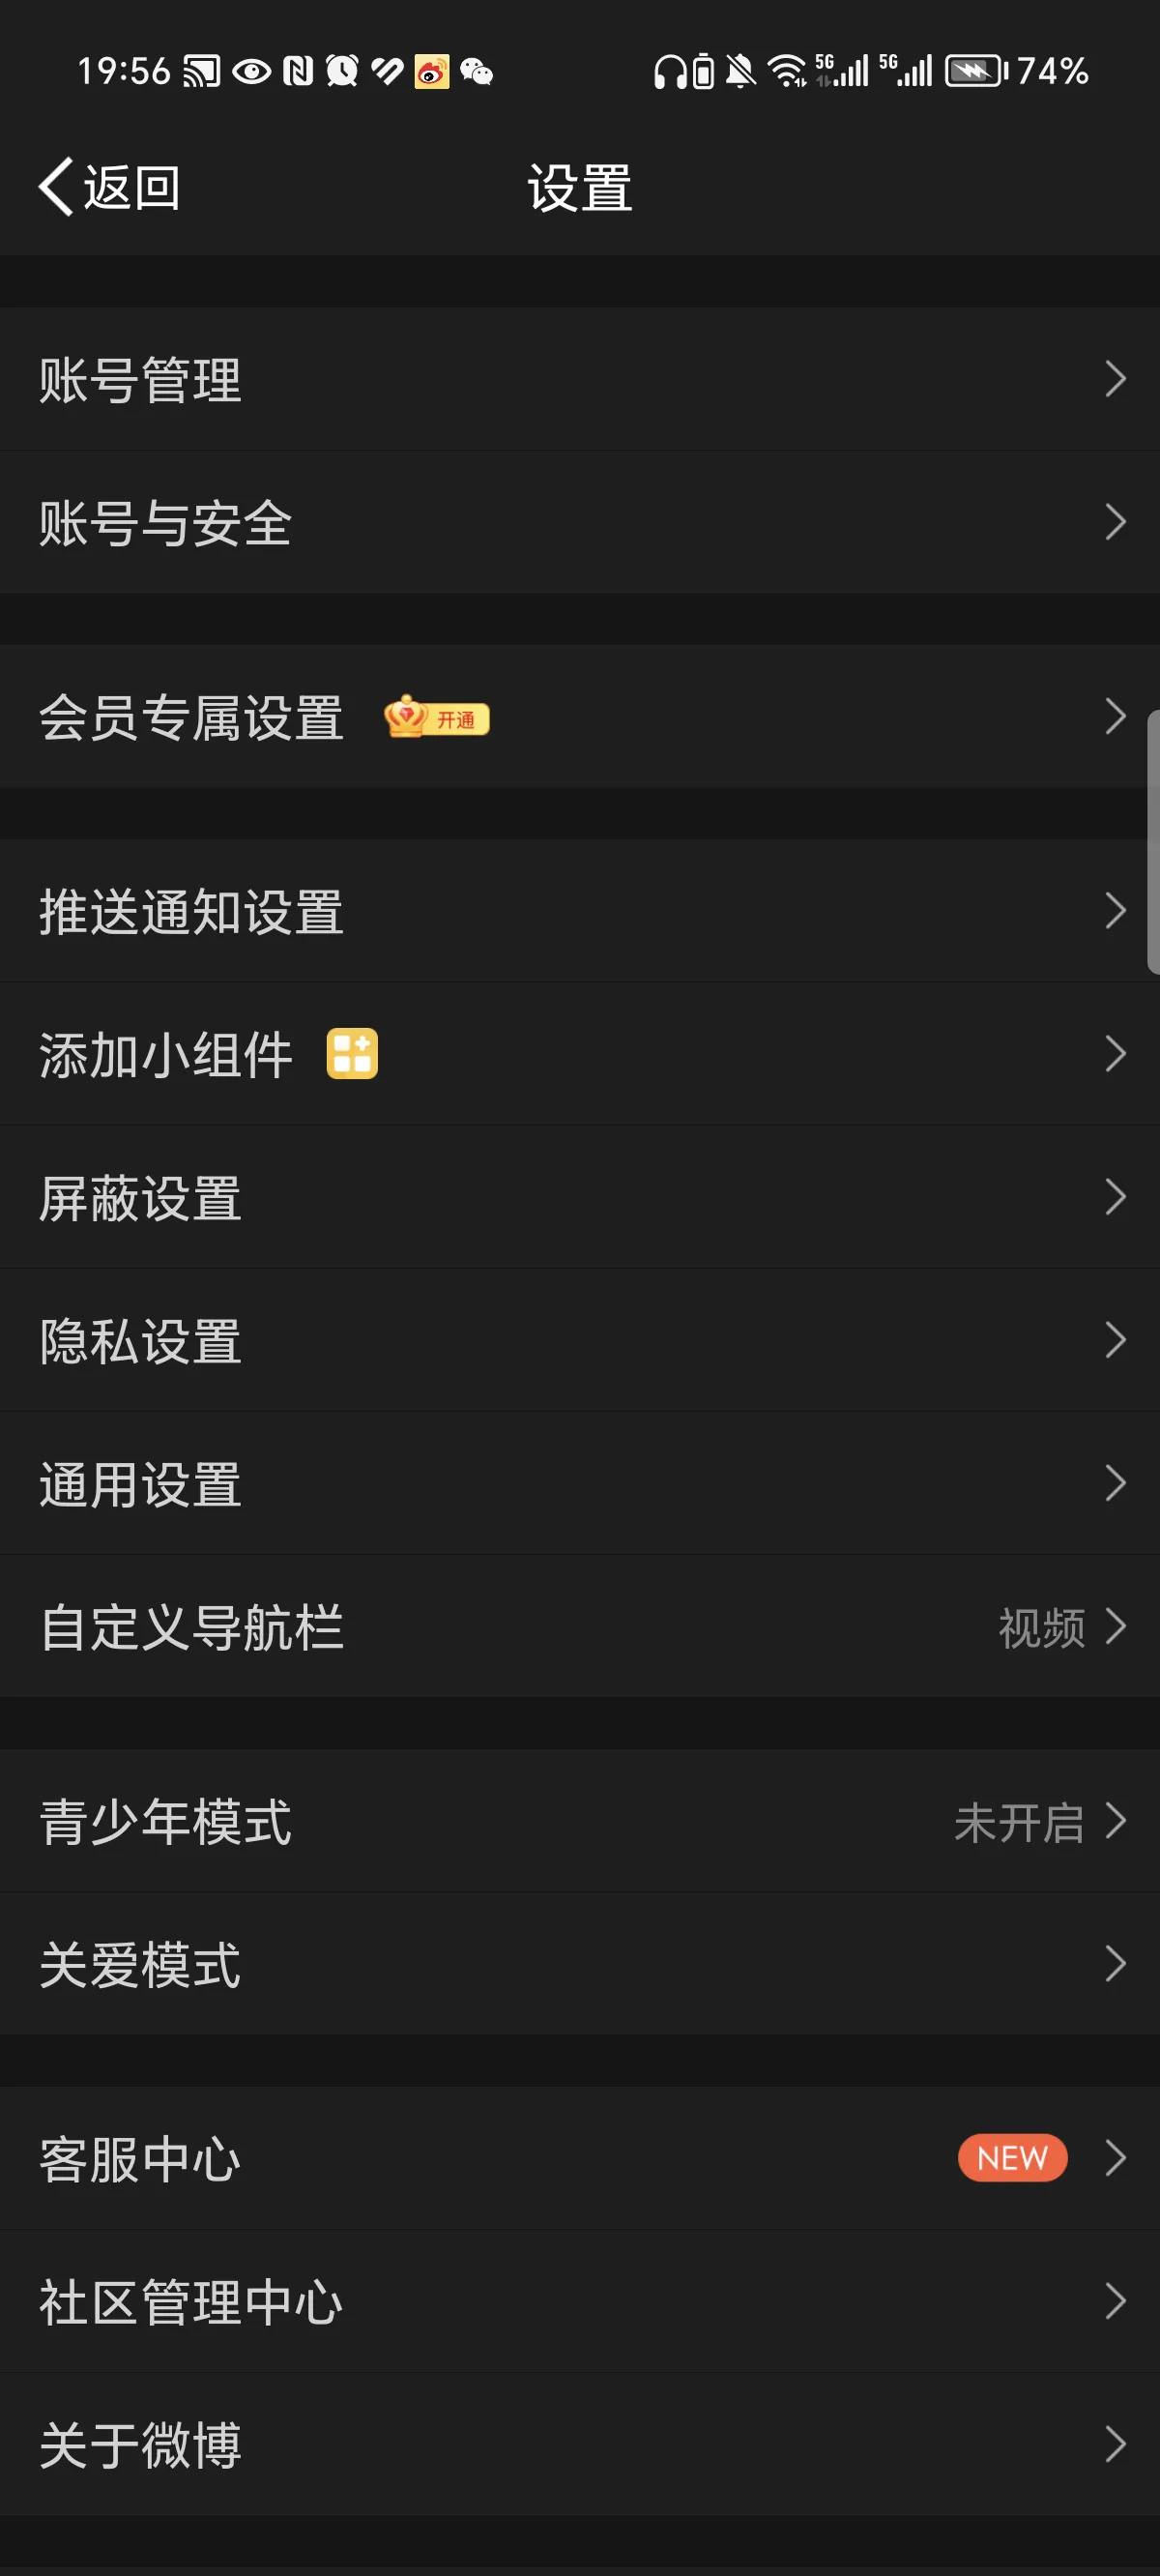 19:56 5G 5G 74%
返回 设置
账号管理
账号与安全
会员专属设置 开通
推送通知设置
添加小组件
屏蔽设置
隐私设置
通用设置
自定义导航栏 视频
青少年模式 未开启
关爱模式
客服中心 NEW
社区管理中心
关于微博